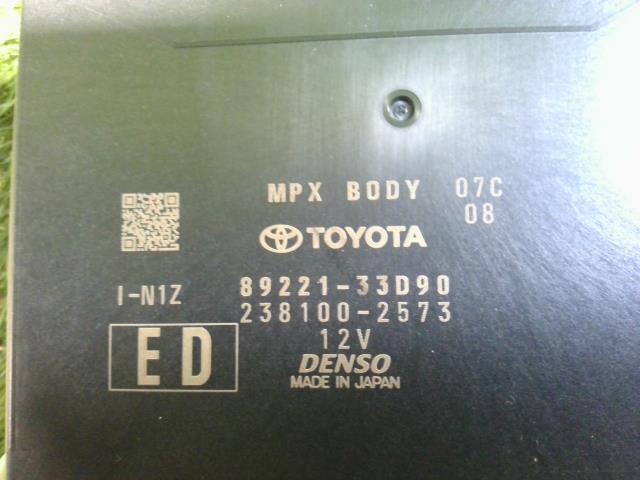 MPX BODY 07C
08
TOYOTA
I-N1Z 89221-33D90
238100-2573
ED
12V
DENSO
MADE IN JAPAN